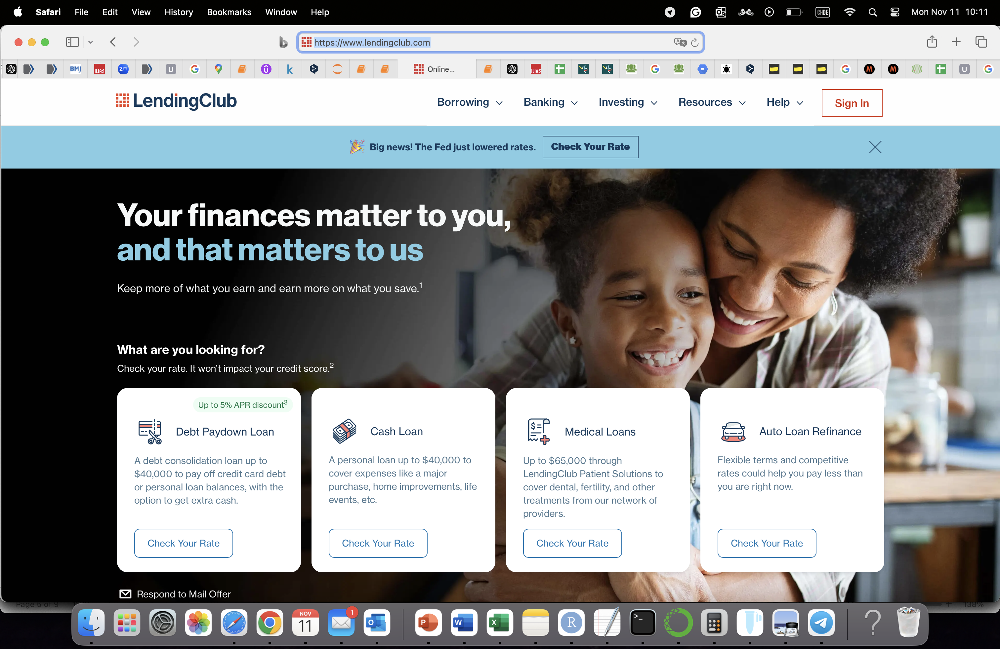 Safari File Edit View History Bookmarks Window Help CHDE Mon Nov 11 10:11
https://www.lendingclub.com
BMJ ILIAS zm U G û k Online... ILIAS G G M M U G
LendingClub Borrowing Banking Investing Resources Help Sign In
Big news! The Fed just lowered rates. Check Your Rate
Your finances matter to you,
and that matters to us
Keep more of what you earn and earn more on what you save.1
What are you looking for?
Check your rate. It won't impact your credit score.2
Up to 5% APR discount3
Debt Paydown Loan
A debt consolidation loan up to
$40,000 to pay off credit card debt
or personal loan balances, with the
option to get extra cash.
Check Your Rate
Cash Loan
A personal loan up to $40,000 to
cover expenses like a major
purchase, home improvements, life
events, etc.
Check Your Rate
Medical Loans
Up to $65,000 through
LendingClub Patient Solutions to
cover dental, fertility, and other
treatments from our network of
providers.
Check Your Rate
Auto Loan Refinance
Flexible terms and competitive
rates could help you pay less than
you are right now.
Check Your Rate
Respond to Mail Offer
Page 5 of 9 138%
NOV
11 1 O P W X R >_ ?